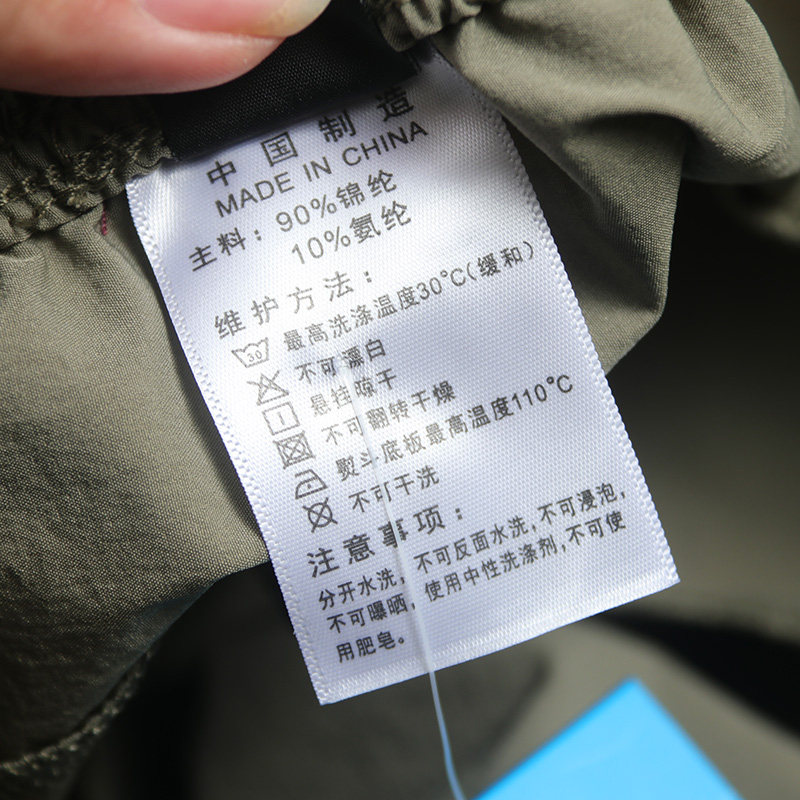 中国制造
MADE IN CHINA
主料：90%锦纶
10%氨纶
维护方法：
30 最高洗涤温度30°C(缓和)
不可漂白
悬挂晾干
不可翻转干燥
熨斗底板最高温度110°C
不可干洗
注意事项：
分开水洗，不可反面水洗，不可浸泡，
不可曝晒，使用中性洗涤剂，不可使
用肥皂。